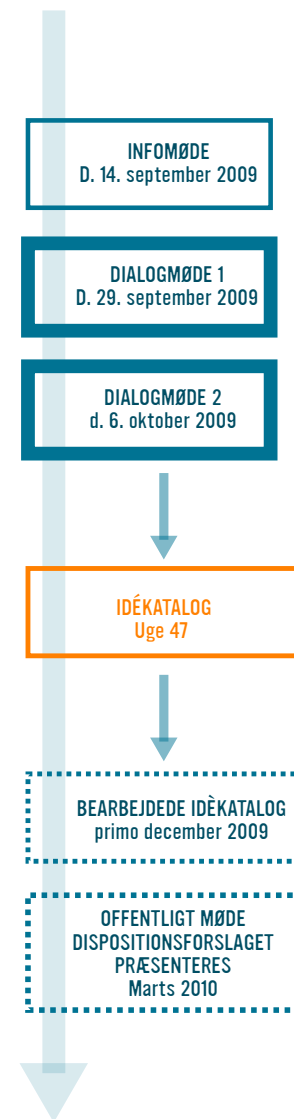 INFOMØDE
D. 14. september 2009
DIALOGMØDE 1
D. 29. september 2009
DIALOGMØDE 2
d. 6. oktober 2009
IDÉKATALOG
Uge 47
BEARBEJDEDE IDÈKATALOG
primo december 2009
OFFENTLIGT MØDE
DISPOSITIONSFORSLAGET
PRÆSENTERES
Marts 2010